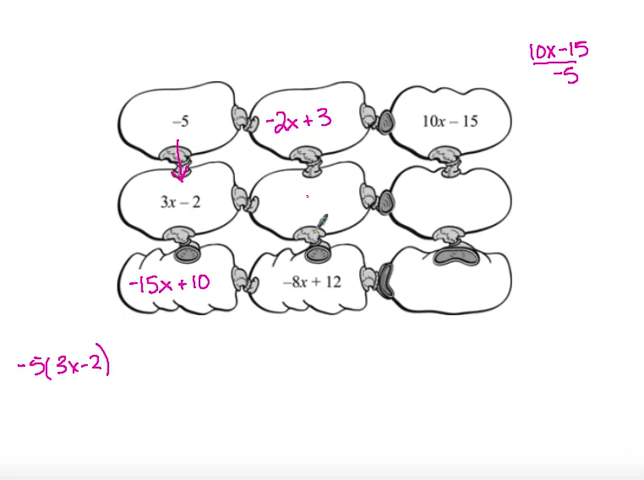 10x-15
-5
-5
-2x + 3
10x – 15
3x – 2
-15x + 10
–8x + 12
-5(3x-2)